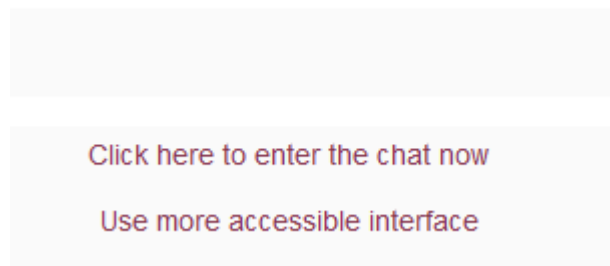 Click here to enter the chat now
Use more accessible interface